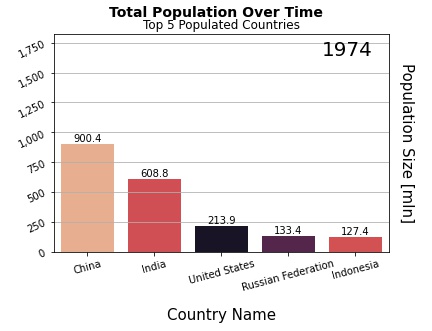 Total Population Over Time
Top 5 Populated Countries
1974
1,750
1,500
1,250
1,000
750
500
250
0
900.4
608.8
213.9
133.4
127.4
China
India
United States
Russian Federation
Indonesia
Country Name
Population Size [mln]